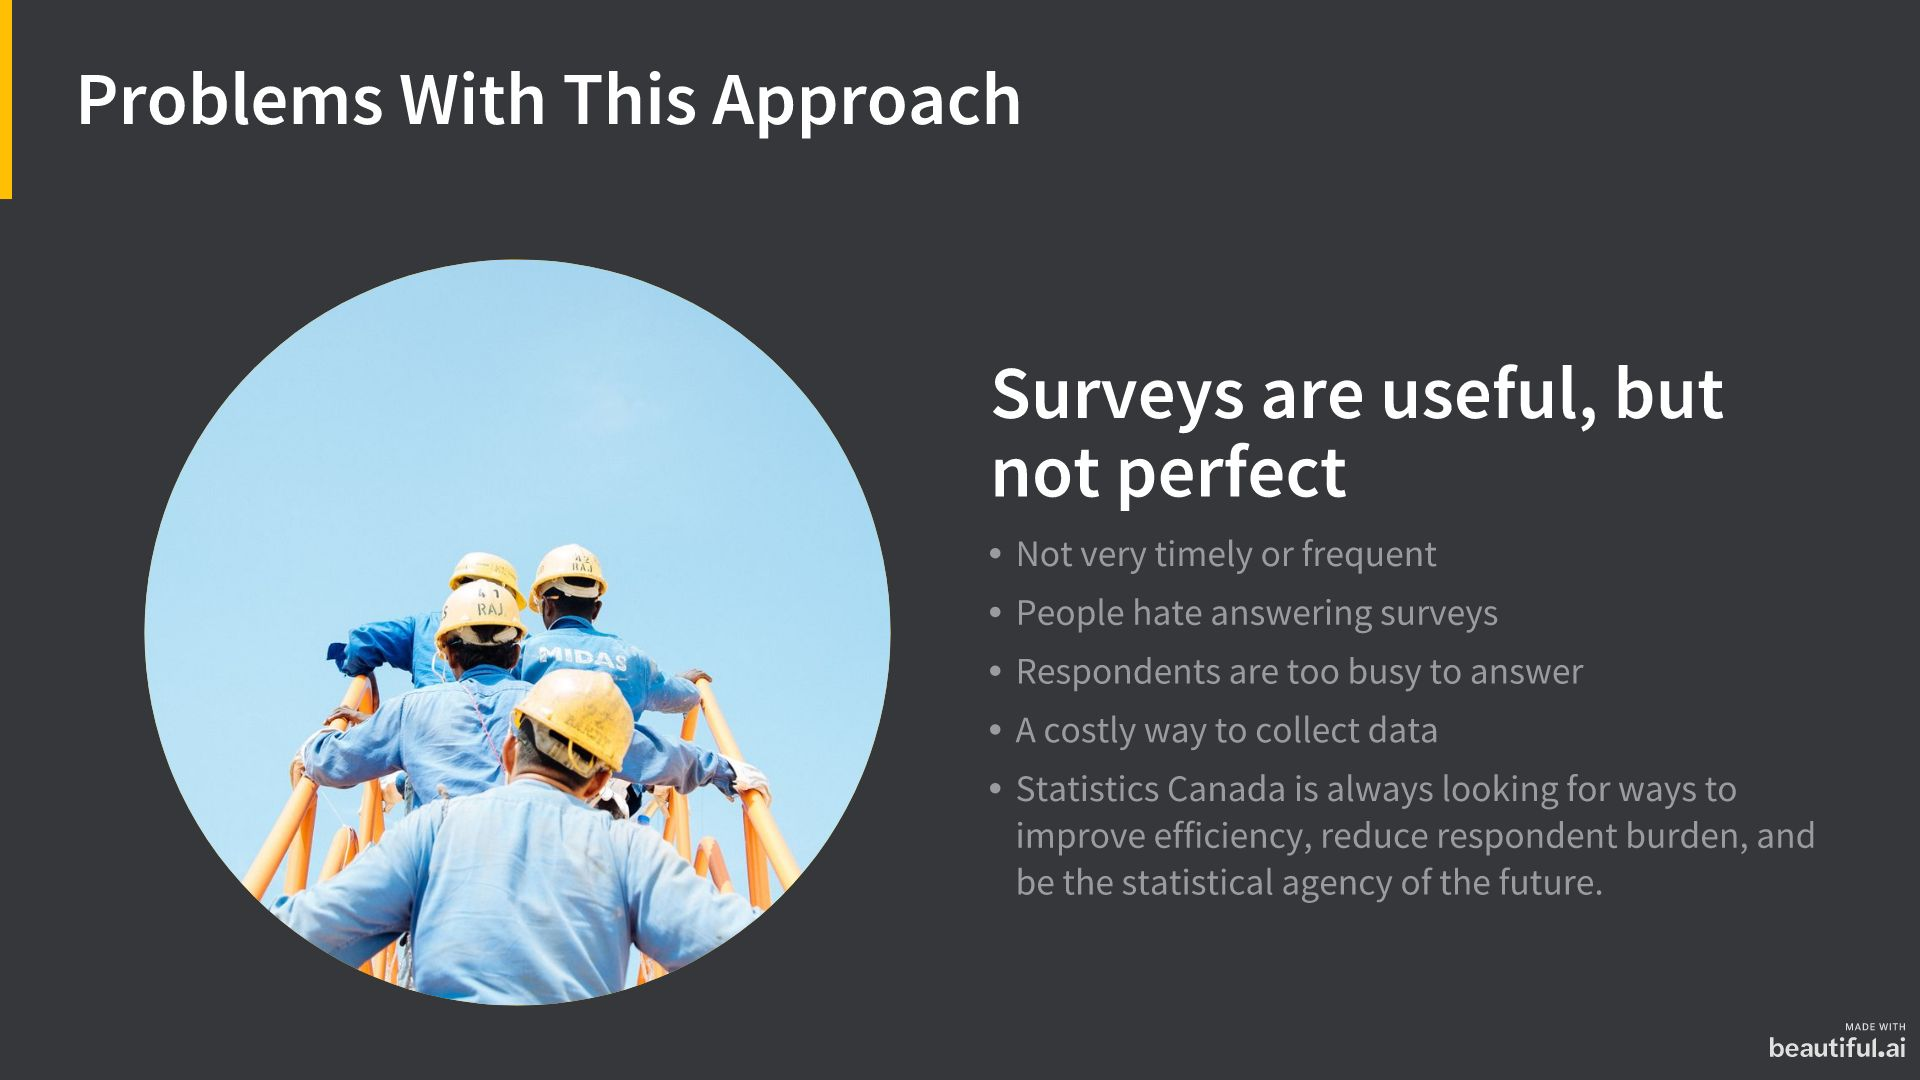 Problems With This Approach
42
RAJ
41
RAJ
MIDAS
Surveys are useful, but
not perfect
• Not very timely or frequent
• People hate answering surveys
• Respondents are too busy to answer
• A costly way to collect data
• Statistics Canada is always looking for ways to
improve efficiency, reduce respondent burden, and
be the statistical agency of the future.
MADE WITH
beautiful.ai